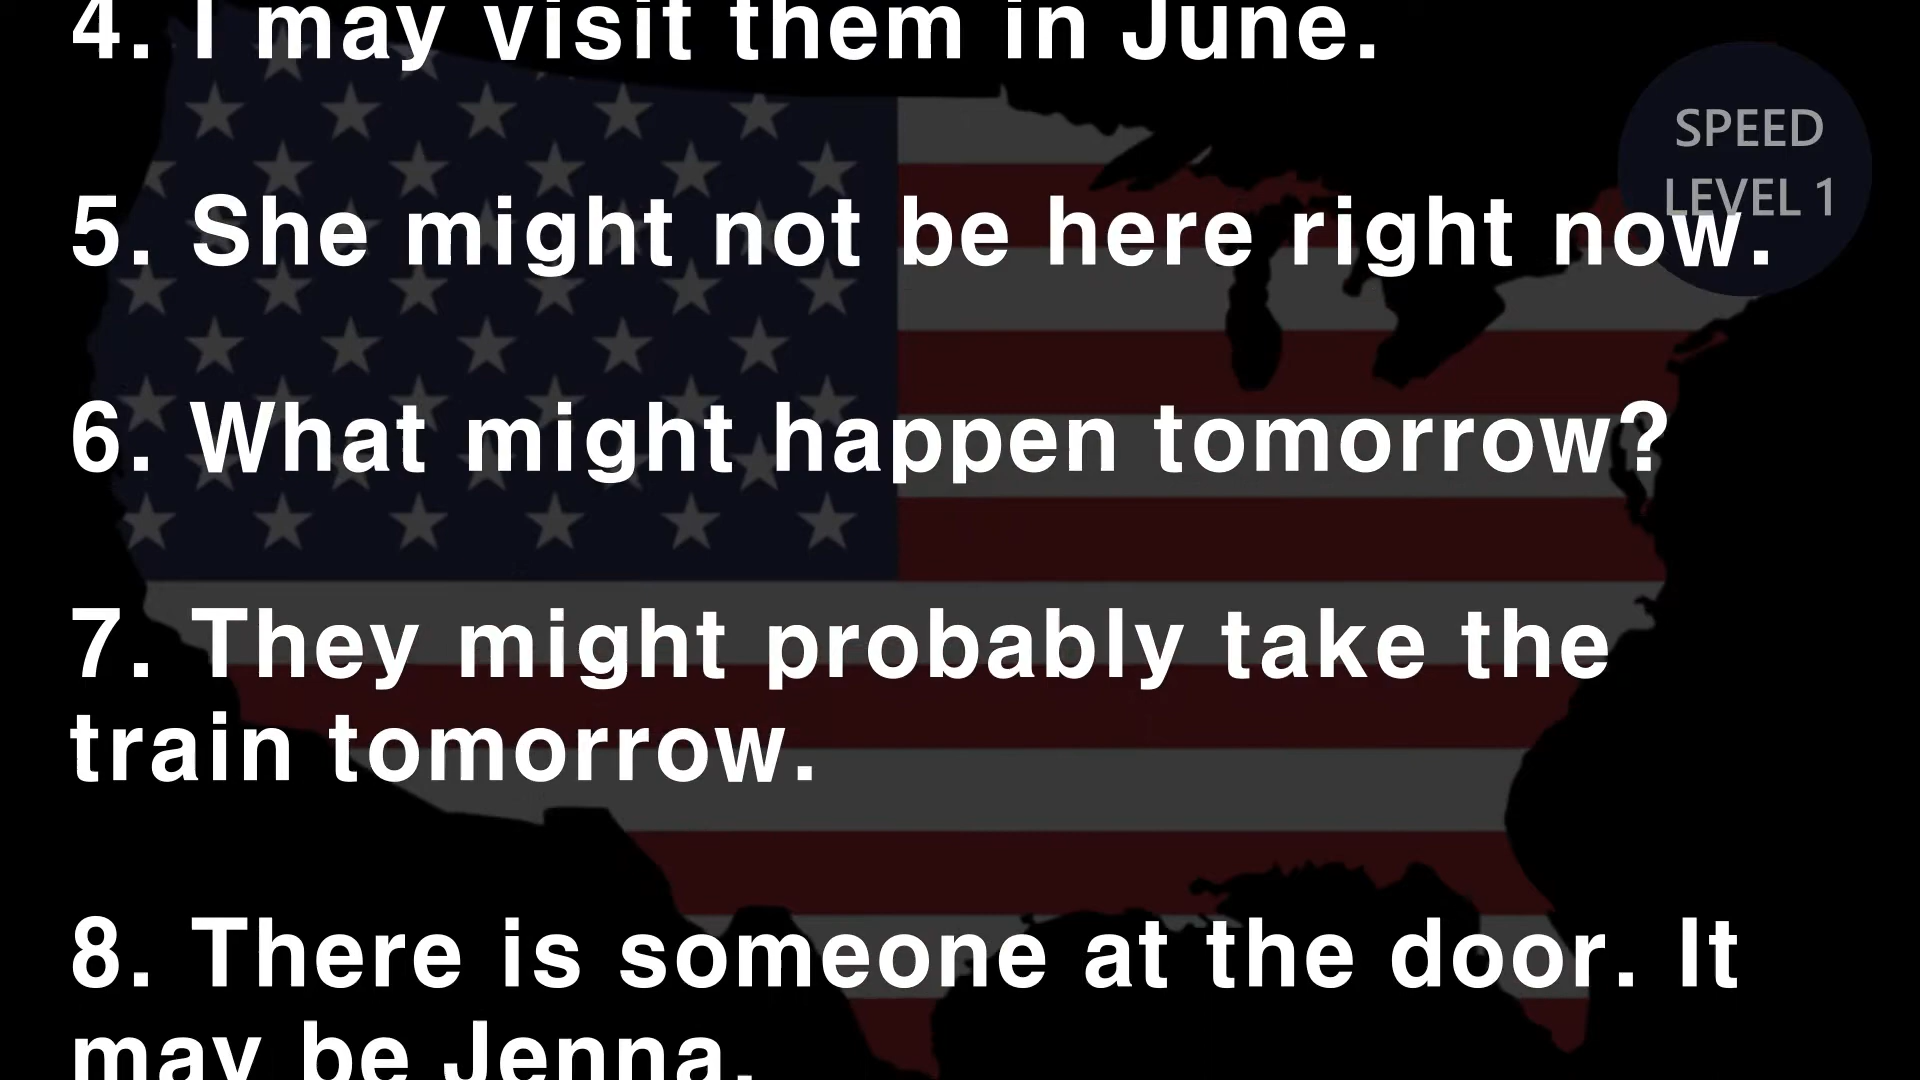 4. I may visit them in June.
SPEED
LEVEL 1
5. She might not be here right now.
6. What might happen tomorrow?
7. They might probably take the
train tomorrow.
8. There is someone at the door. It
may be Jenna.